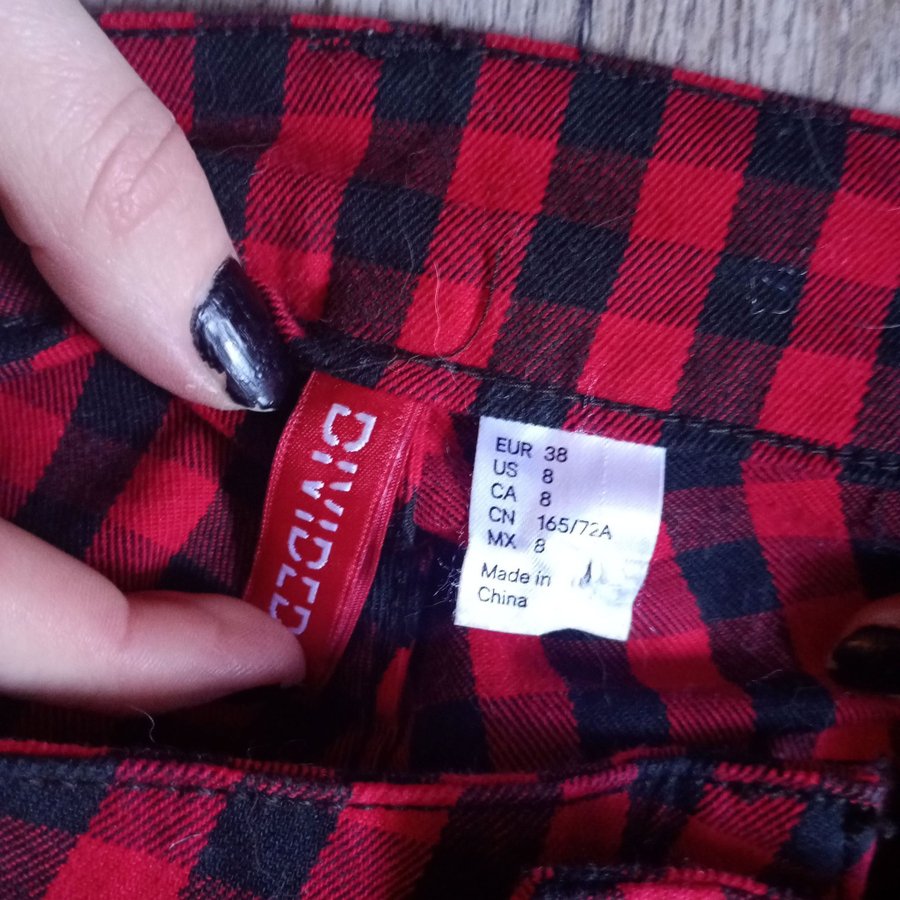 DIVIDED
EUR 38
US 8
CA 8
CN 165/72A
MX 8
Made in
China